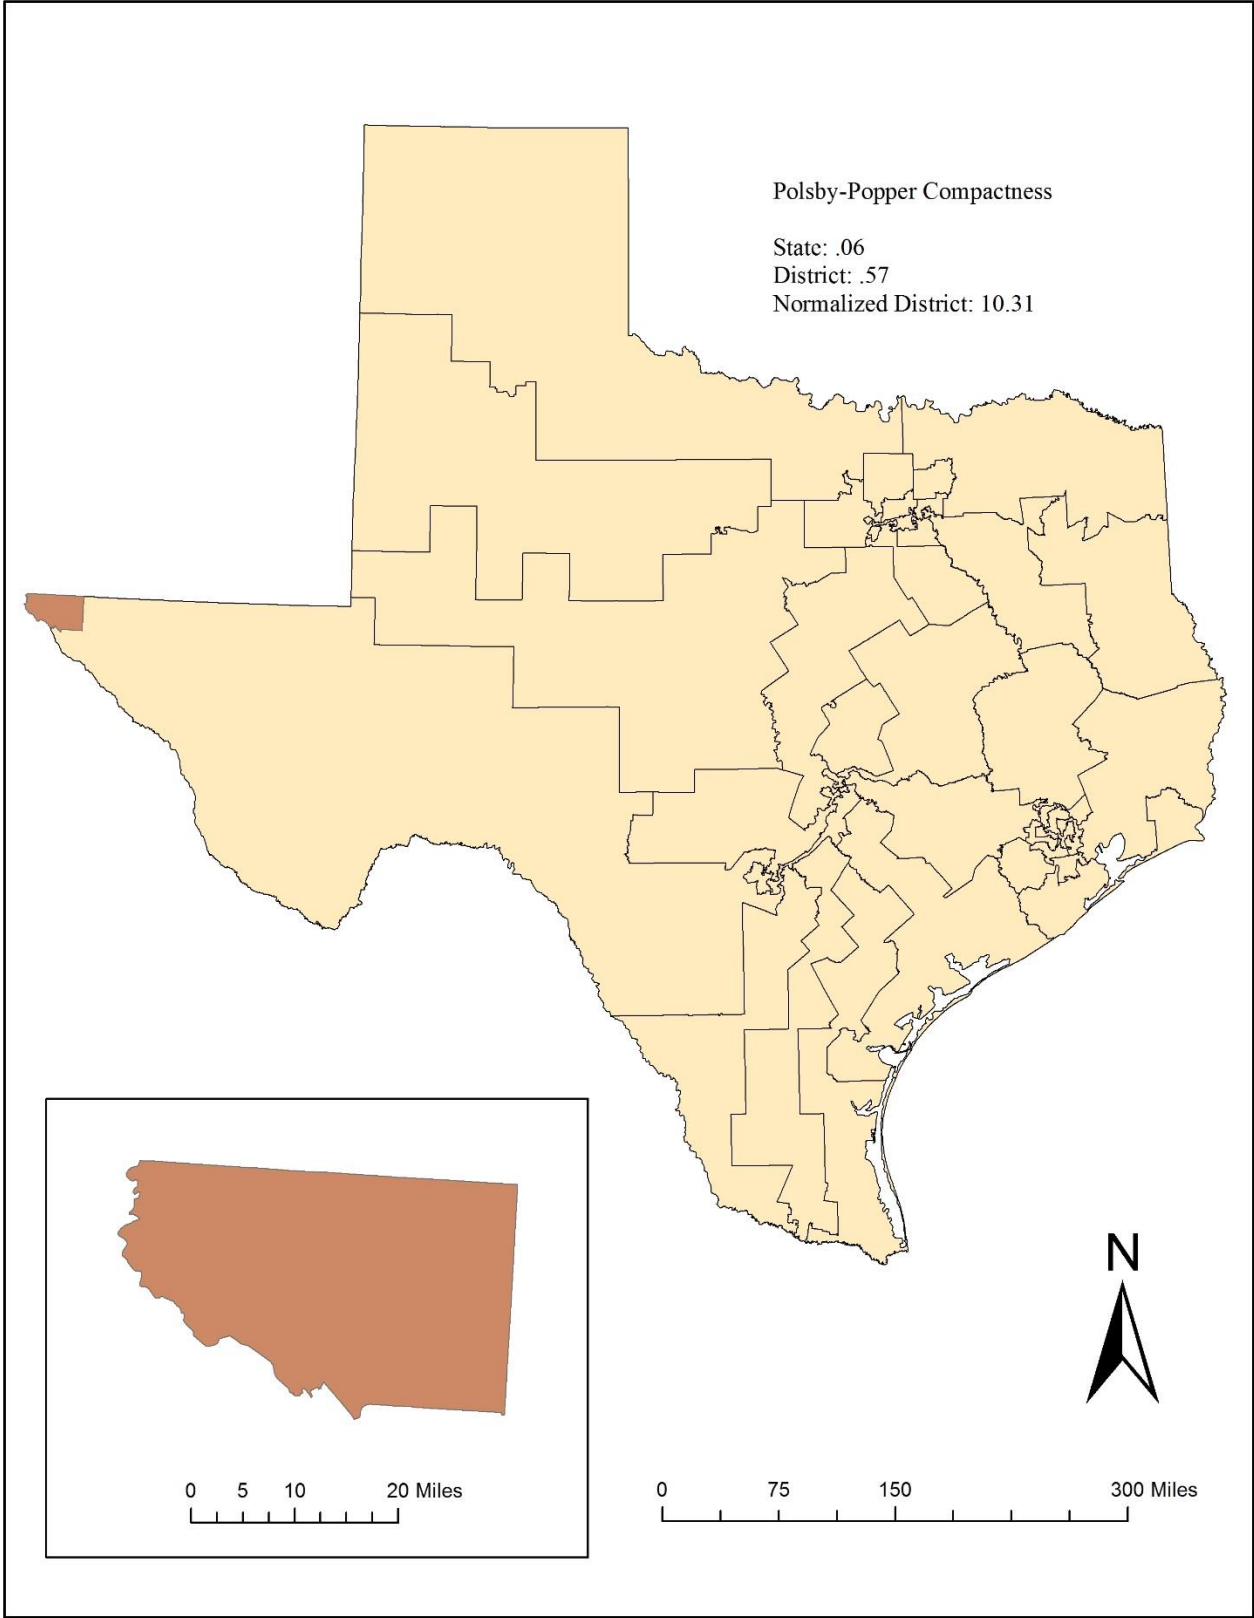 Polsby-Popper Compactness
State: .06
District: .57
Normalized District: 10.31
N
0 5 10 20 Miles
0 75 150 300 Miles